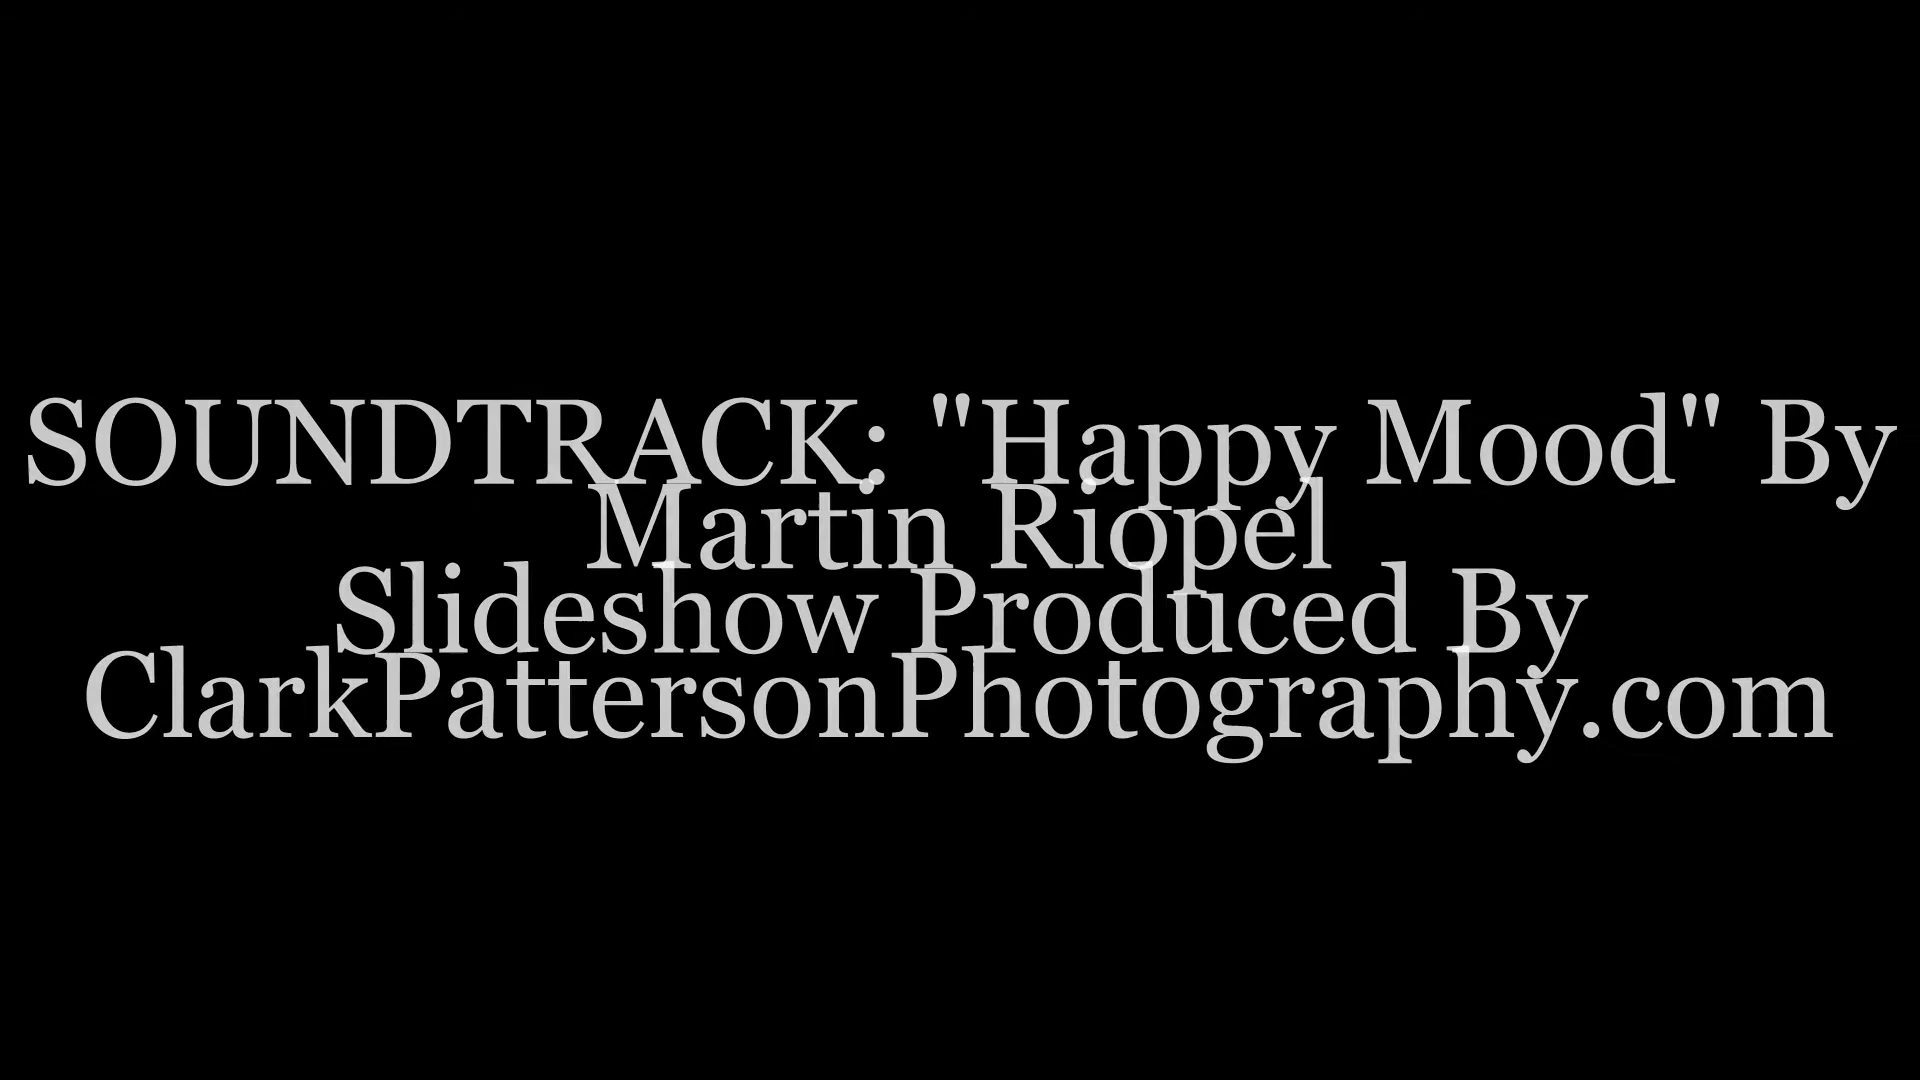 SOUNDTRACK: "Happy Mood" By
Martin Riopel
Slideshow Produced By
ClarkPattersonPhotography.com